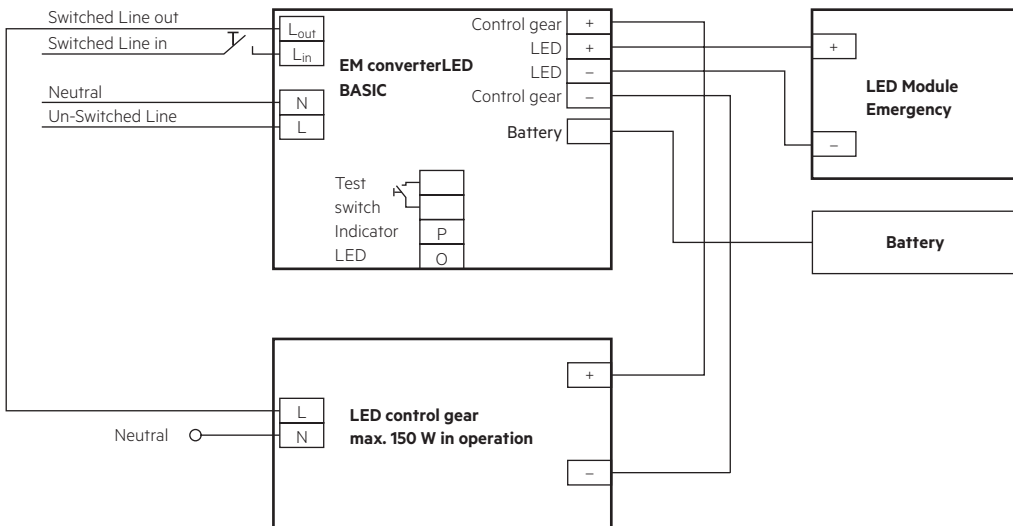 Switched Line out
Switched Line in
Neutral
Un-Switched Line
Lout
Lin
N
L
EM converterLED
BASIC
Control gear
LED
LED
Control gear
Battery
+
+
–
–
Test
switch
Indicator
LED
P
O
+
–
LED Module
Emergency
Battery
Neutral
L
N
LED control gear
max. 150 W in operation
+
–